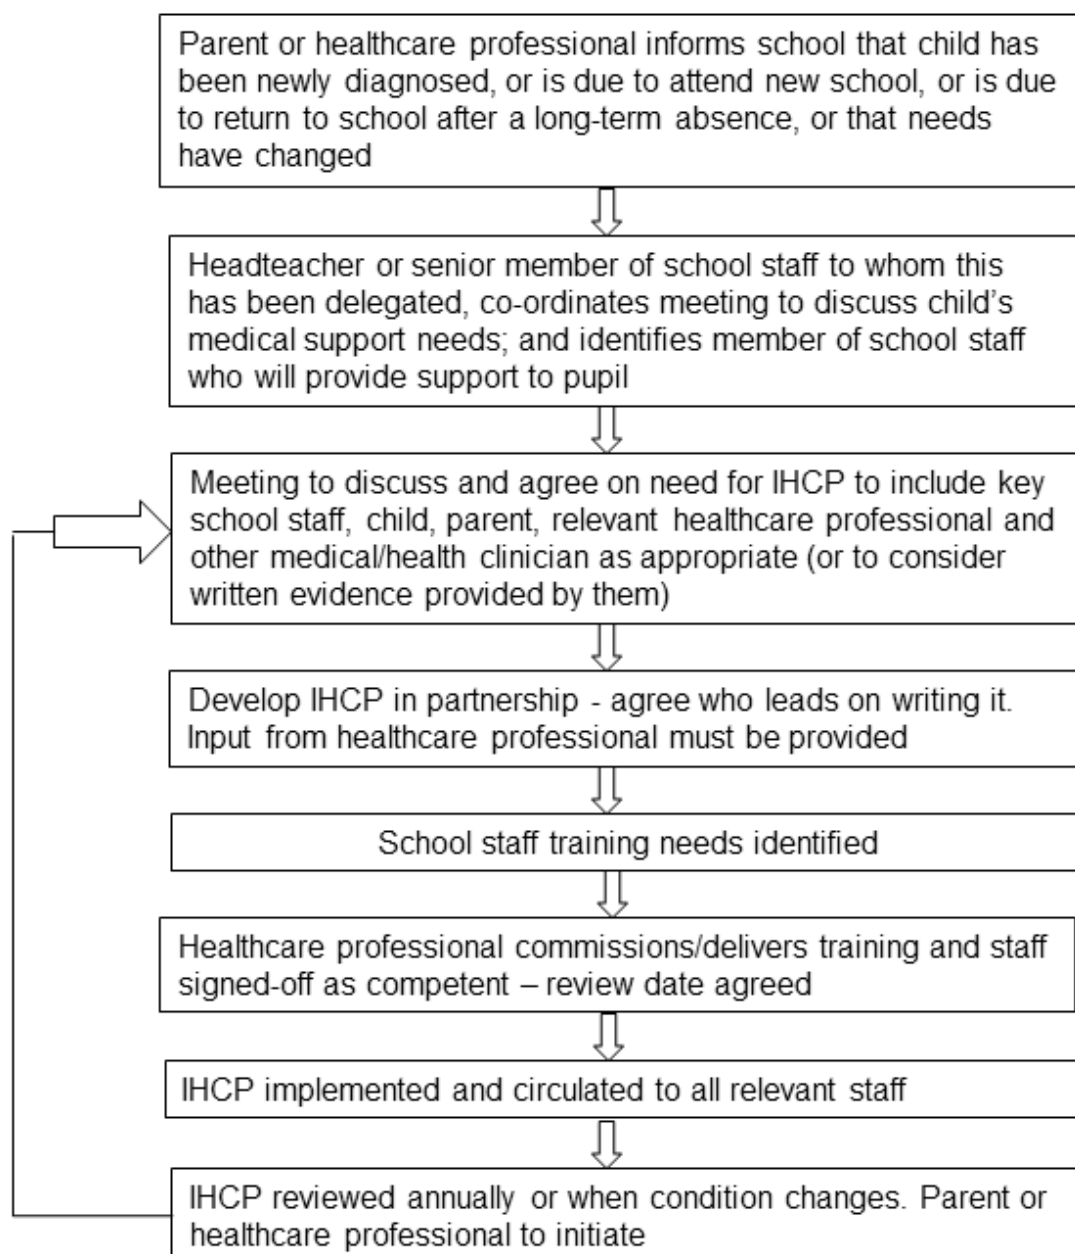 Parent or healthcare professional informs school that child has
been newly diagnosed, or is due to attend new school, or is due
to return to school after a long-term absence, or that needs
have changed
Headteacher or senior member of school staff to whom this
has been delegated, co-ordinates meeting to discuss child's
medical support needs; and identifies member of school staff
who will provide support to pupil
Meeting to discuss and agree on need for IHCP to include key
school staff, child, parent, relevant healthcare professional and
other medical/health clinician as appropriate (or to consider
written evidence provided by them)
Develop IHCP in partnership - agree who leads on writing it.
Input from healthcare professional must be provided
School staff training needs identified
Healthcare professional commissions/delivers training and staff
signed-off as competent – review date agreed
IHCP implemented and circulated to all relevant staff
IHCP reviewed annually or when condition changes. Parent or
healthcare professional to initiate